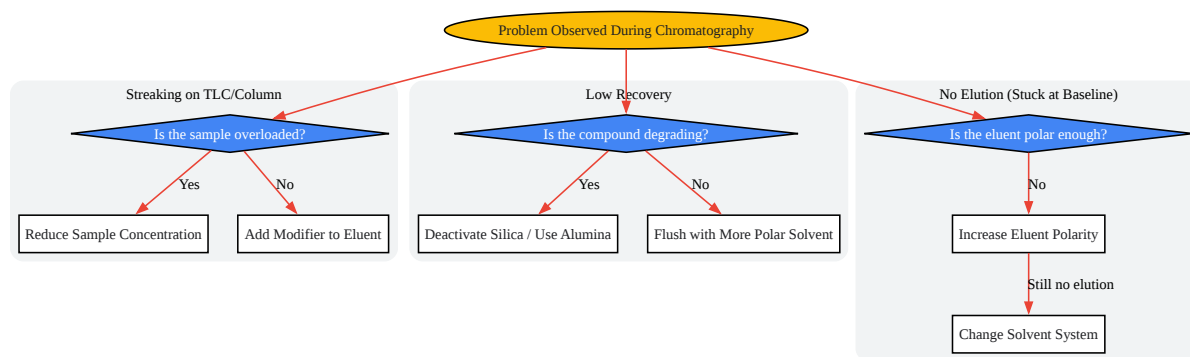 Problem Observed During Chromatography
Streaking on TLC/Column
Low Recovery
No Elution (Stuck at Baseline)
Is the sample overloaded?
Is the compound degrading?
Is the eluent polar enough?
Yes
No
Yes
No
No
Reduce Sample Concentration
Add Modifier to Eluent
Deactivate Silica / Use Alumina
Flush with More Polar Solvent
Increase Eluent Polarity
Still no elution
Change Solvent System